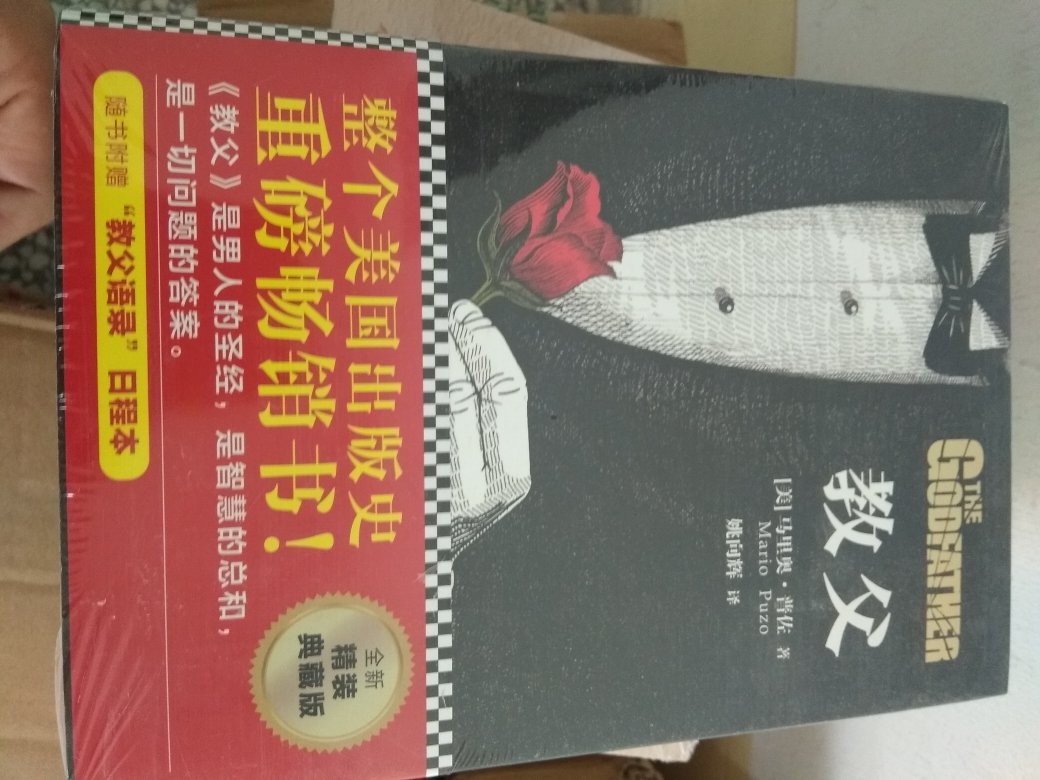 THE
GODFATHER
教父
[美] 马里奥·普佐 著
Mario Puzo
姚向辉 译
整个美国出版史
重磅畅销书！
《教父》是男人的圣经，是智慧的总和，
是一切问题的答案。
随书附赠“教父语录”日程本
全新
精装
典藏版